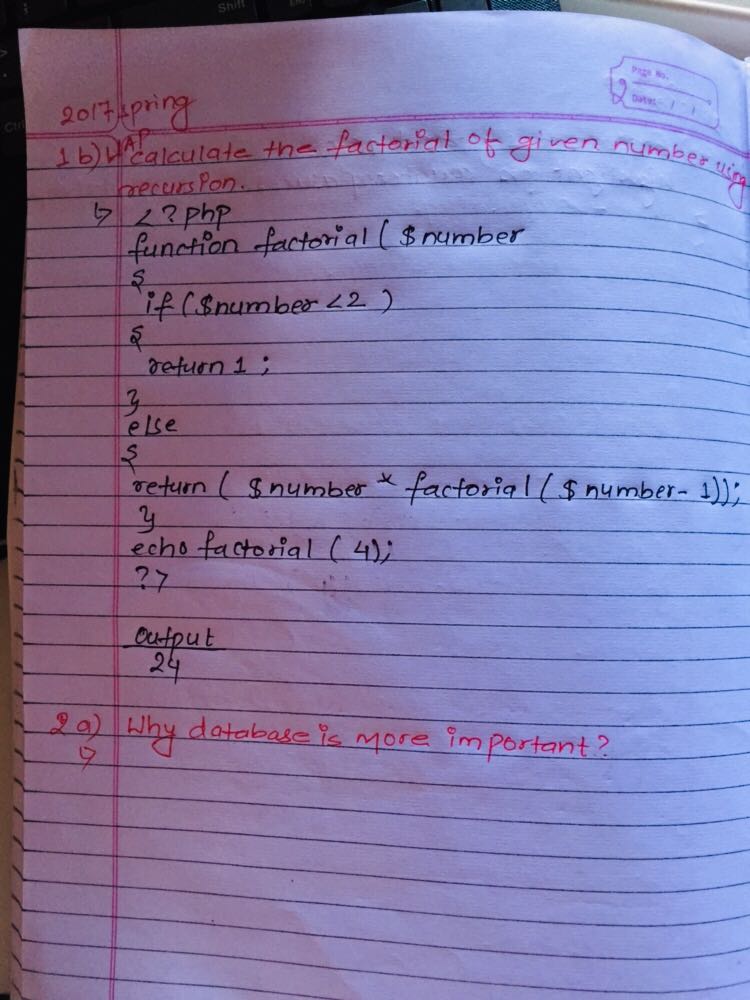 Shift
Ctrl
Page No.
Date: / /
2017 spring
1 b) WAP calculate the factorial of given number using
recursion.
↳ <?php
function factorial ( $number
{
if ( $number <2 )
{
return 1 ;
}
else
{
return ( $number * factorial ( $number - 1));
}
echo factorial ( 4);
?>
output
24
2 a) Why database is more important?
↳